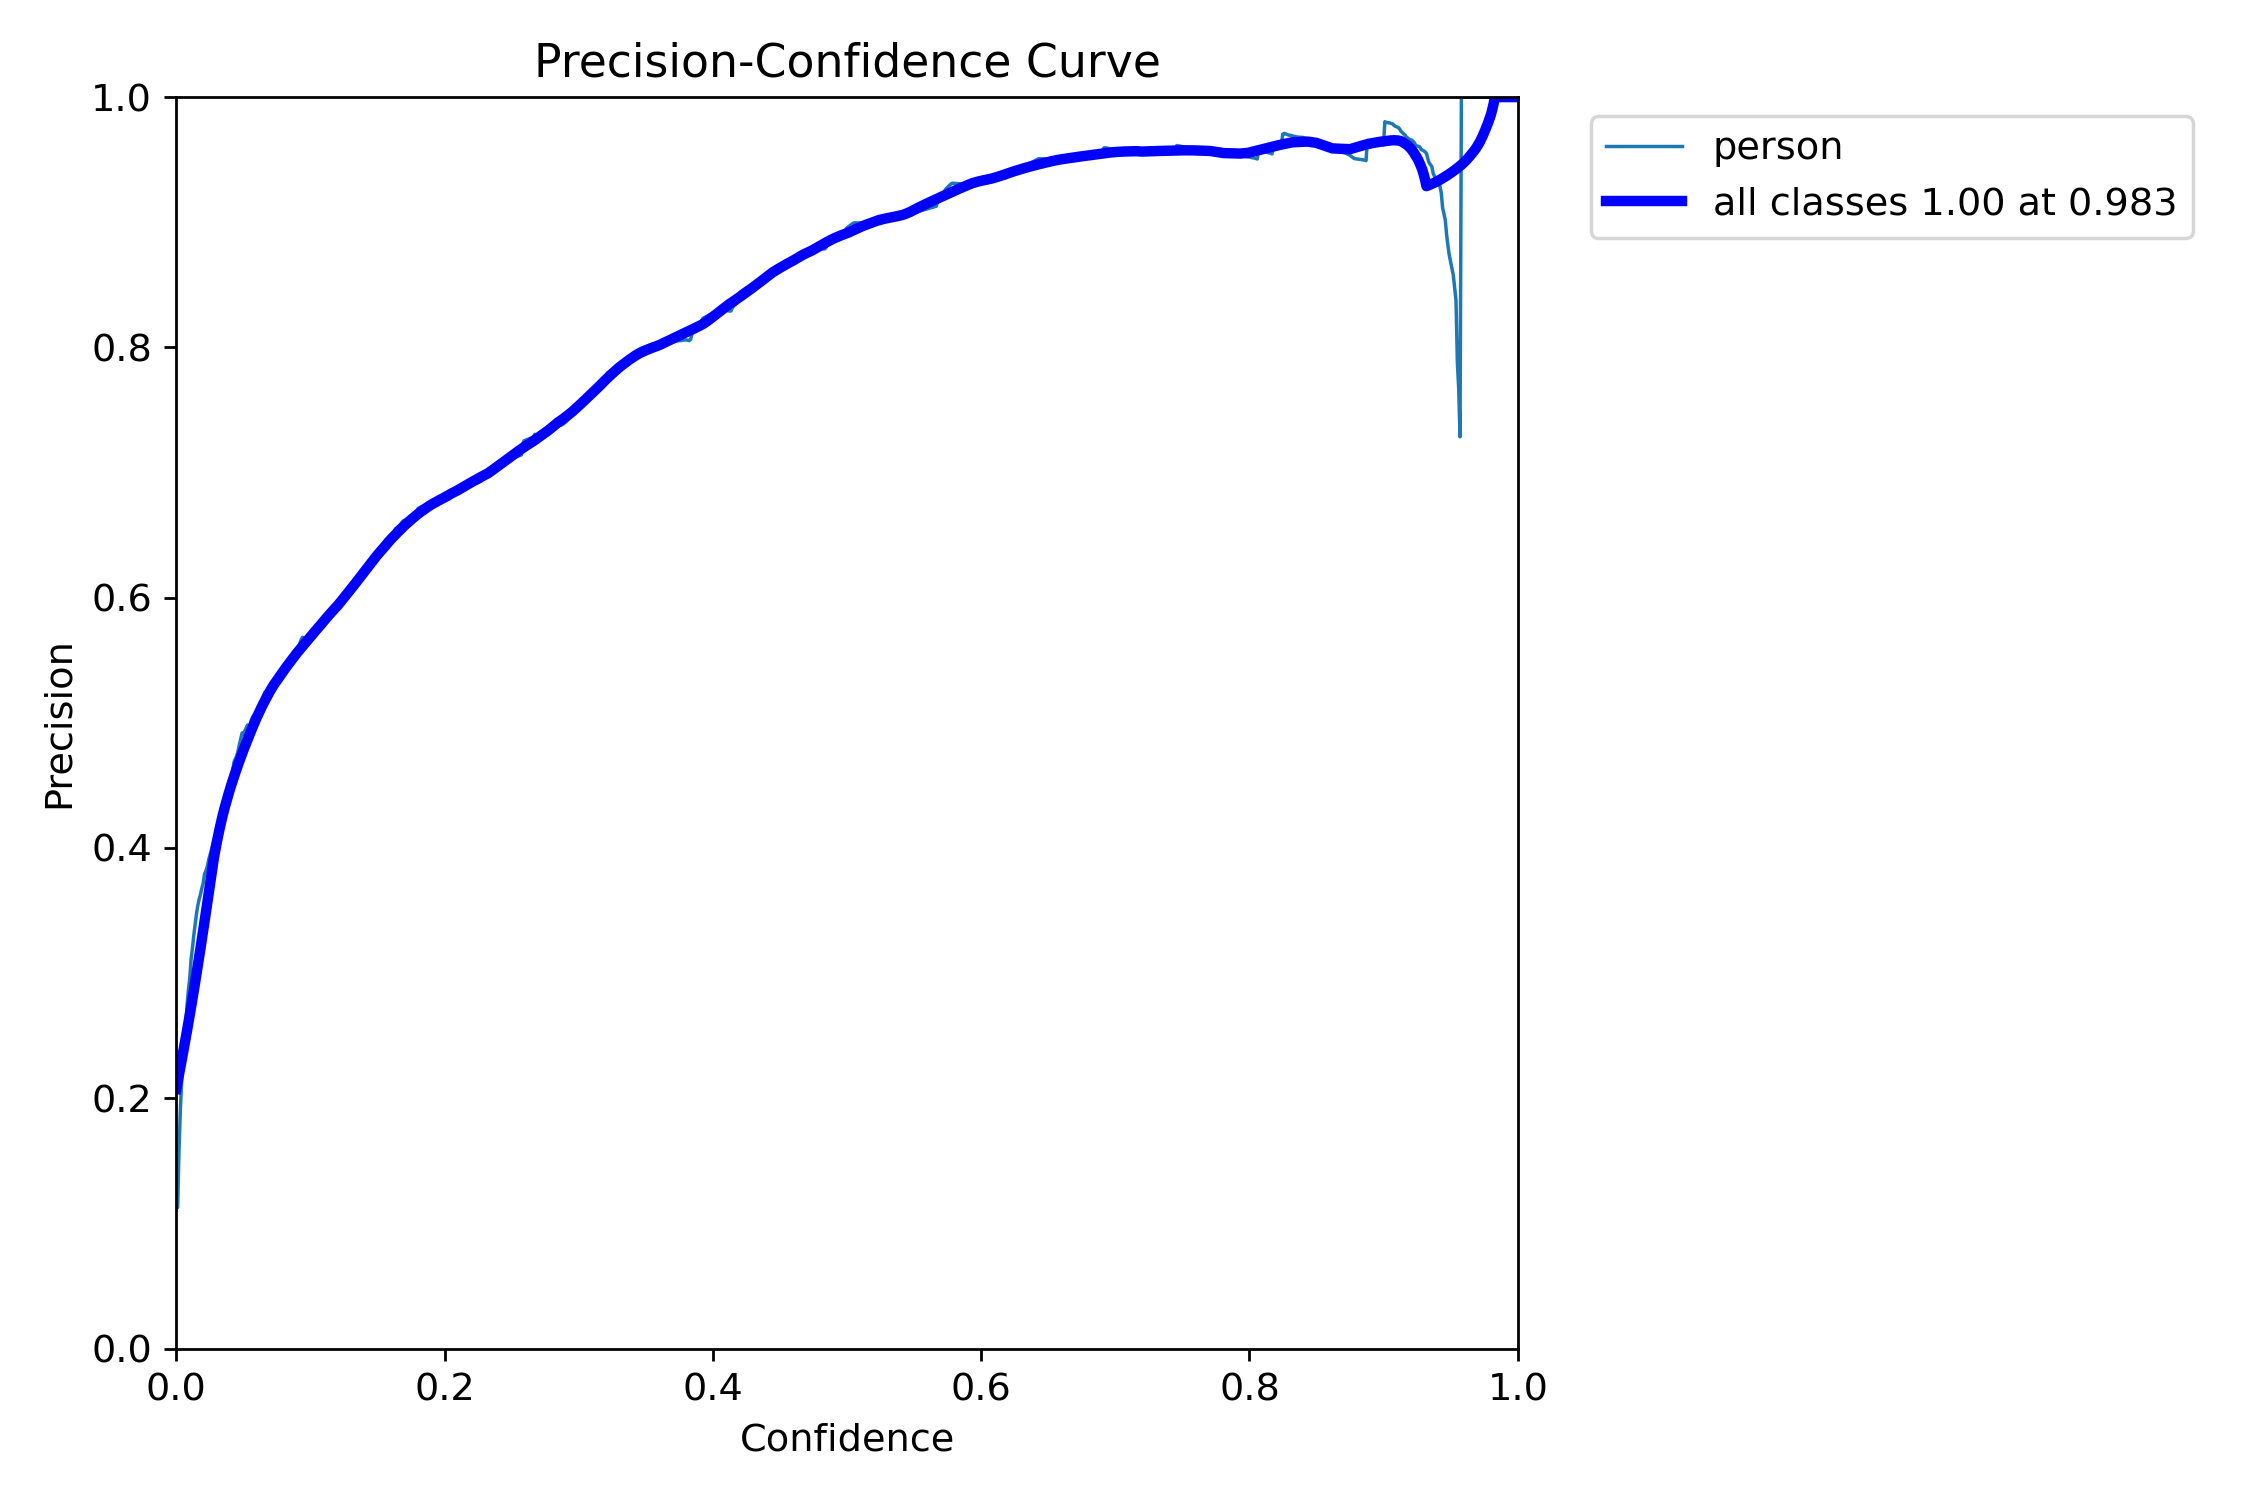 Precision-Confidence Curve
person
all classes 1.00 at 0.983
1.0
0.8
0.6
0.4
0.2
0.0
Precision
0.0 0.2 0.4 0.6 0.8 1.0
Confidence